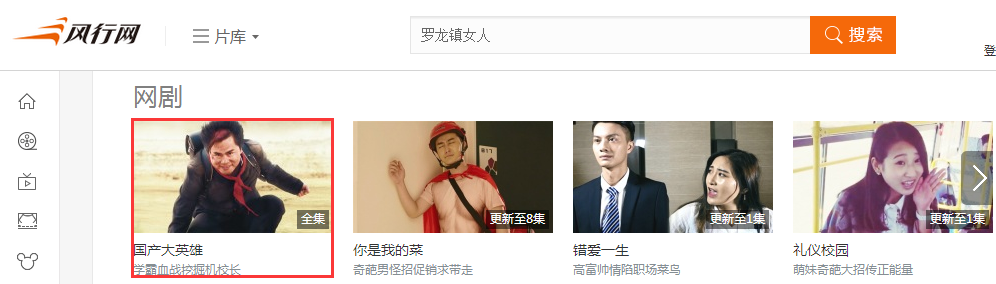 风行网
片库
罗龙镇女人
搜索
登
网剧
全集
更新至8集
更新至1集
更新至1集
国产大英雄
你是我的菜
错爱一生
礼仪校园
学霸血战挖掘机校长
奇葩男怪招促销求带走
高富帅情陷职场菜鸟
萌妹奇葩大招传正能量